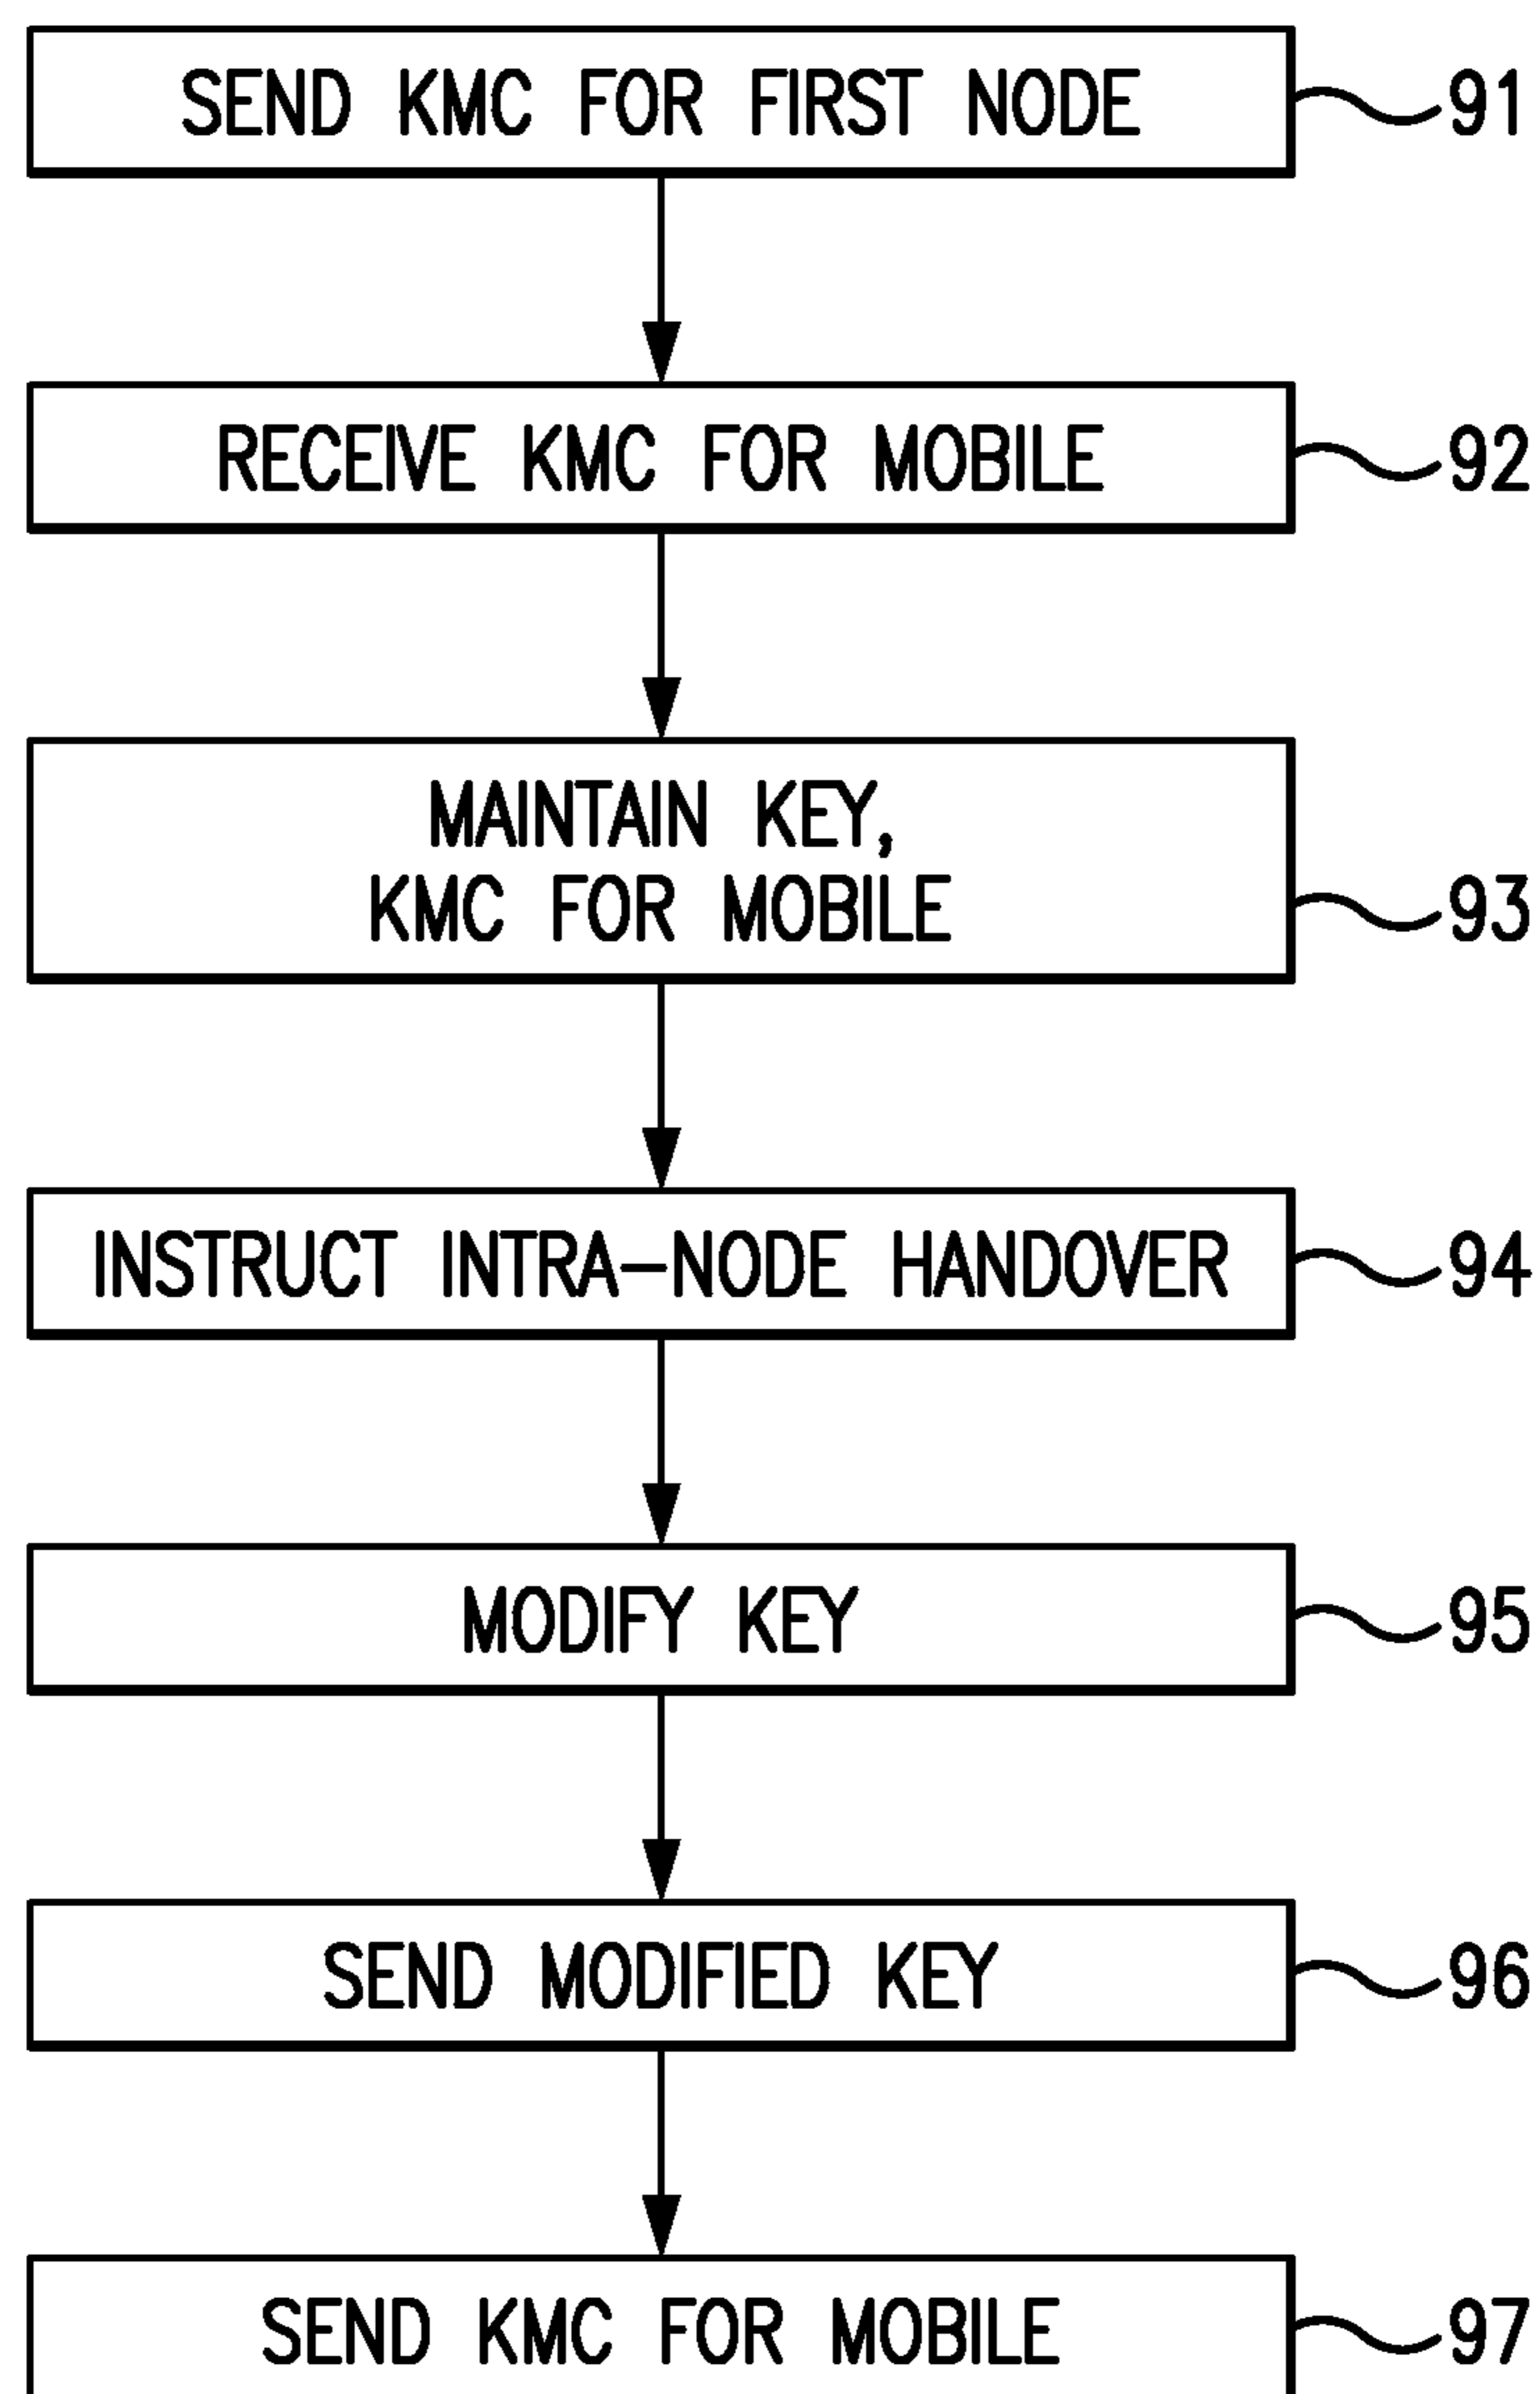 SEND KMC FOR FIRST NODE 91
RECEIVE KMC FOR MOBILE 92
MAINTAIN KEY,
KMC FOR MOBILE 93
INSTRUCT INTRA-NODE HANDOVER 94
MODIFY KEY 95
SEND MODIFIED KEY 96
SEND KMC FOR MOBILE 97